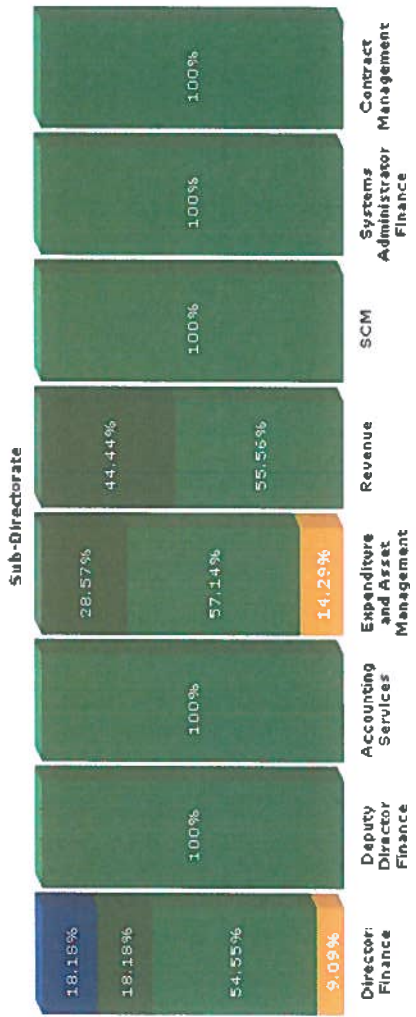 Sub-Directorate
18.18%
18.18%
54.55%
9.09%
100%
100%
28.57%
57.14%
14.29%
44.44%
55.56%
100%
100%
100%
Director:
Finance
Deputy
Director
Finance
Accounting
Services
Expenditure
and Asset
Management
Revenue
SCM
Systems
Administrator
Finance
Contract
Management